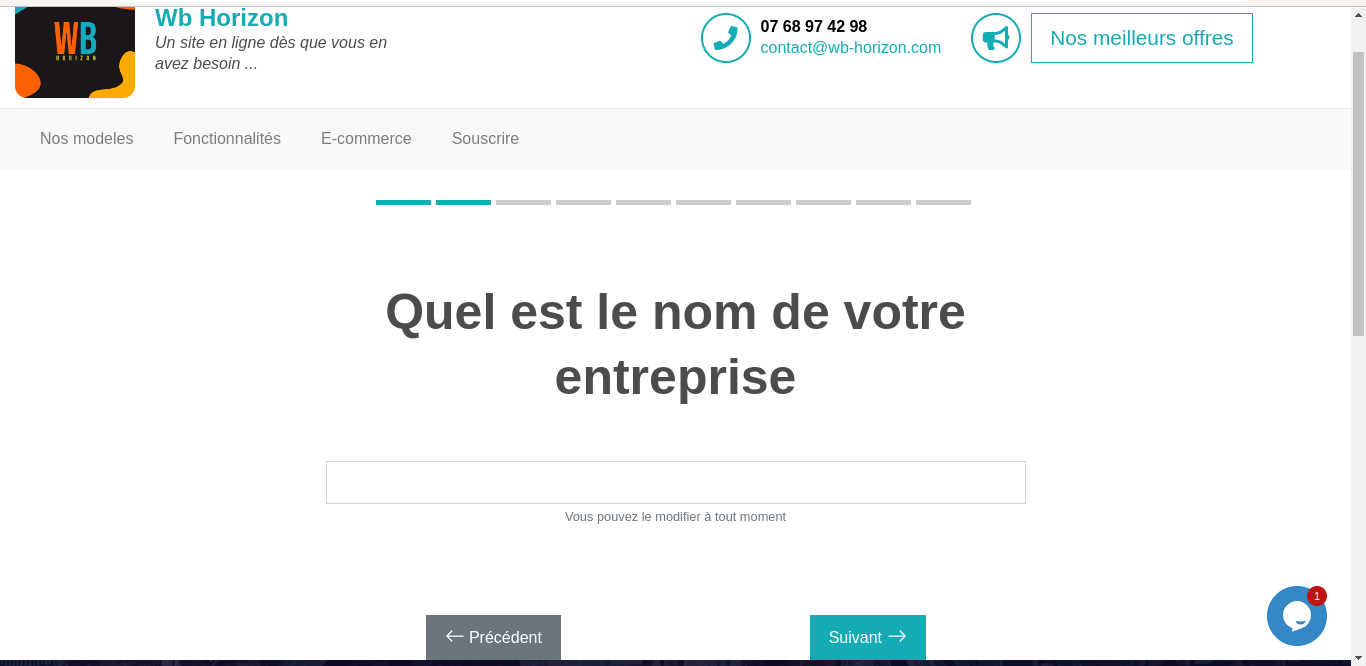 WB
HORIZON
Wb Horizon
Un site en ligne dès que vous en
avez besoin ...
07 68 97 42 98
contact@wb-horizon.com
Nos meilleurs offres
Nos modeles
Fonctionnalités
E-commerce
Souscrire
Quel est le nom de votre
entreprise
Vous pouvez le modifier à tout moment
Précédent
Suivant
1